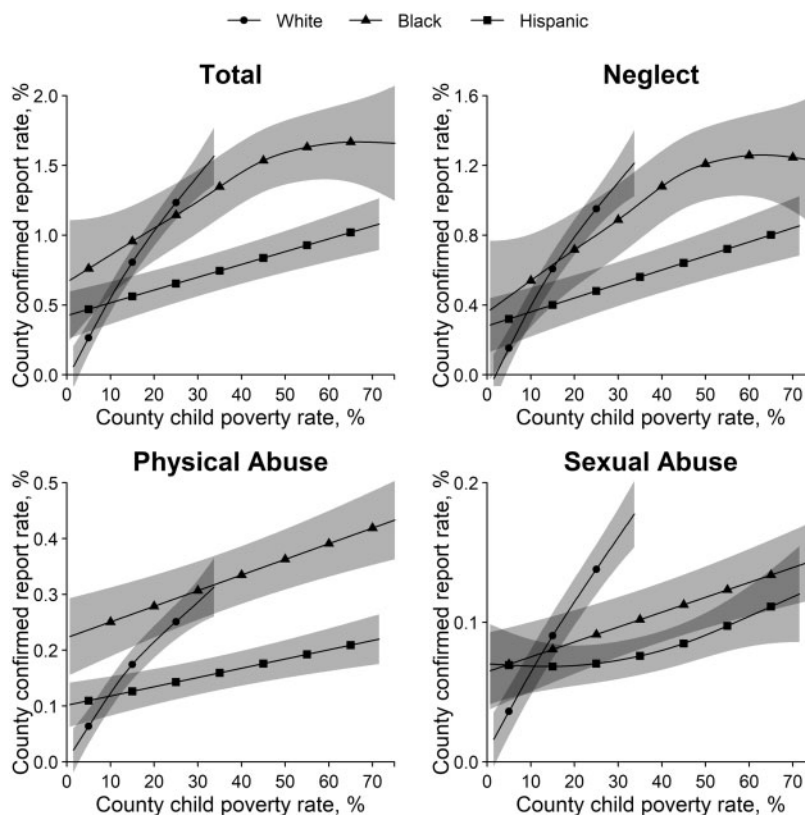 White Black Hispanic
Total
County confirmed report rate, %
2.0
1.5
1.0
0.5
0.0
0 10 20 30 40 50 60 70
County child poverty rate, %
Neglect
County confirmed report rate, %
1.6
1.2
0.8
0.4
0.0
0 10 20 30 40 50 60 70
County child poverty rate, %
Physical Abuse
County confirmed report rate, %
0.5
0.4
0.3
0.2
0.1
0.0
0 10 20 30 40 50 60 70
County child poverty rate, %
Sexual Abuse
County confirmed report rate, %
0.2
0.1
0.0
0 10 20 30 40 50 60 70
County child poverty rate, %